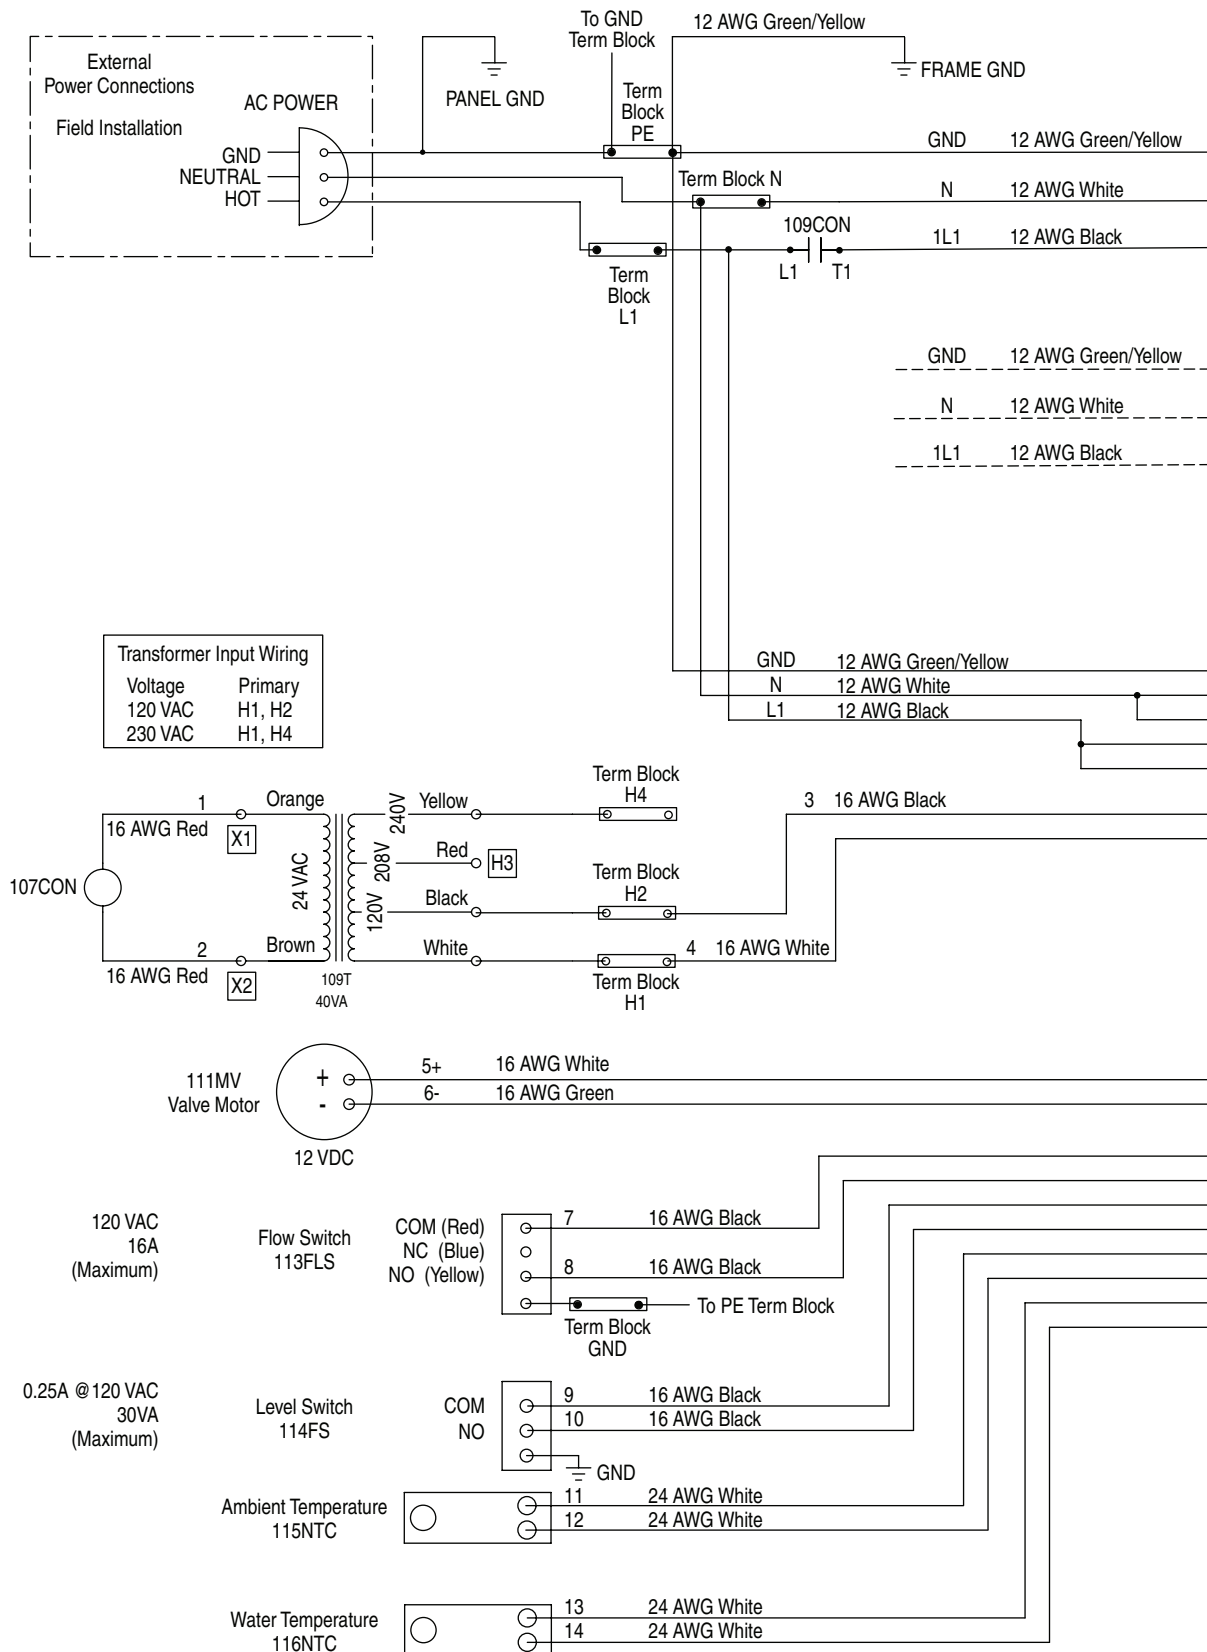 To GND
Term Block
12 AWG Green/Yellow
External
Power Connections
Field Installation
AC POWER
PANEL GND
Term
Block
PE
FRAME GND
GND
NEUTRAL
HOT
GND 12 AWG Green/Yellow
Term Block N
N 12 AWG White
109CON
1L1 12 AWG Black
L1 T1
Term
Block
L1
GND 12 AWG Green/Yellow
N 12 AWG White
1L1 12 AWG Black
Transformer Input Wiring
Voltage Primary
120 VAC H1, H2
230 VAC H1, H4
GND 12 AWG Green/Yellow
N 12 AWG White
L1 12 AWG Black
107CON
1
16 AWG Red
X1
Orange
24 VAC
2
16 AWG Red
X2
Brown
109T
40VA
240V
208V
120V
Yellow
Red
H3
Black
White
Term Block
H4
Term Block
H2
Term Block
H1
3 16 AWG Black
4 16 AWG White
111MV
Valve Motor
+
-
12 VDC
5+ 16 AWG White
6- 16 AWG Green
120 VAC
16A
(Maximum)
Flow Switch
113FLS
COM (Red)
NC (Blue)
NO (Yellow)
7 16 AWG Black
8 16 AWG Black
Term Block
GND
To PE Term Block
0.25A @120 VAC
30VA
(Maximum)
Level Switch
114FS
COM
NO
9 16 AWG Black
10 16 AWG Black
GND
Ambient Temperature
115NTC
11 24 AWG White
12 24 AWG White
Water Temperature
116NTC
13 24 AWG White
14 24 AWG White